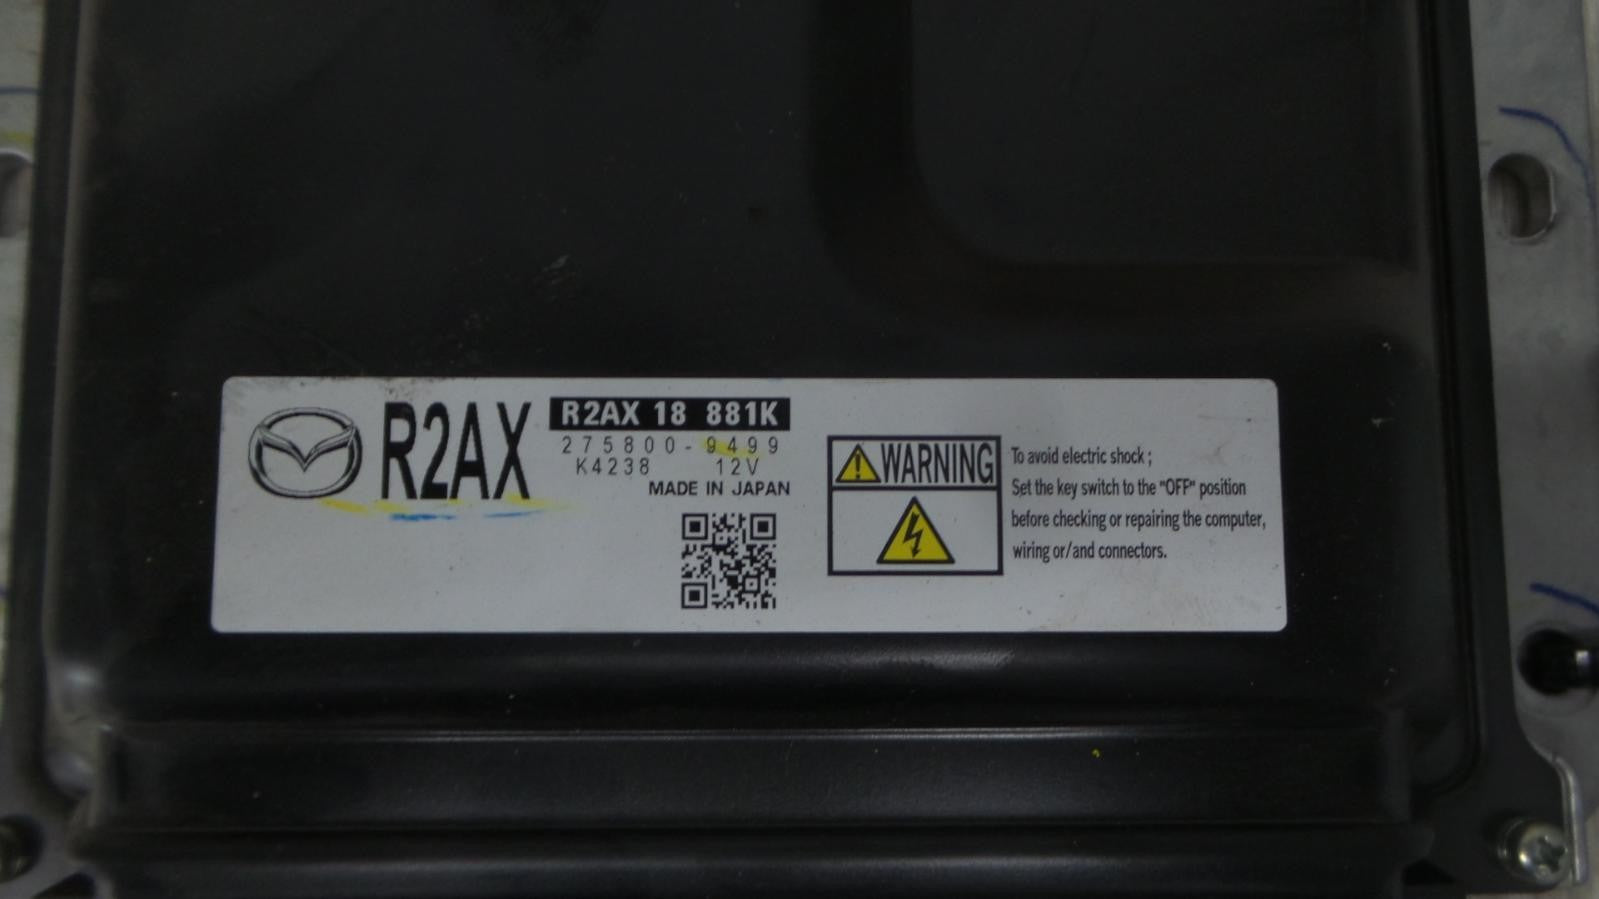 R2AX
R2AX 18 881K
275800-9499
K4238 12V
MADE IN JAPAN
WARNING
To avoid electric shock ;
Set the key switch to the "OFF" position
before checking or repairing the computer,
wiring or/and connectors.